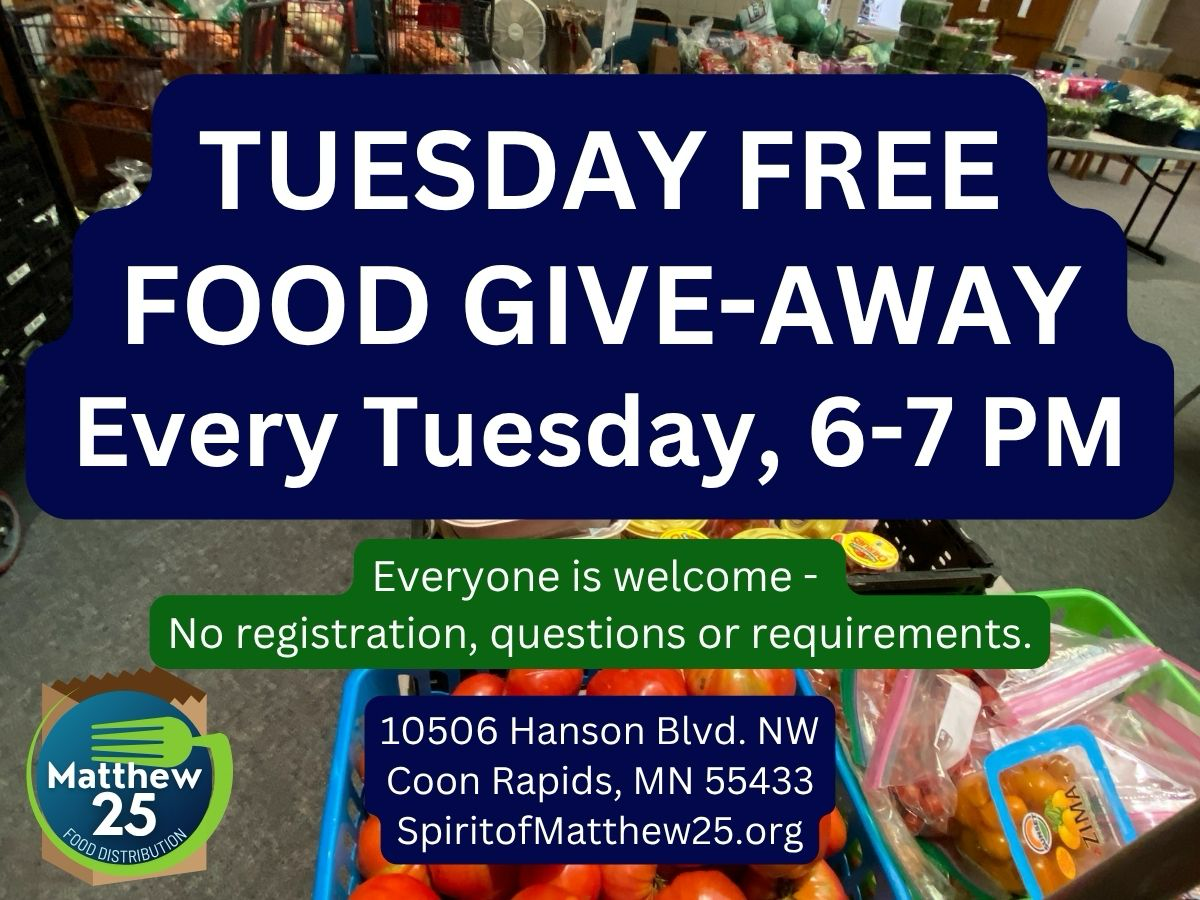 TUESDAY FREE
FOOD GIVE-AWAY
Every Tuesday, 6-7 PM
Everyone is welcome -
No registration, questions or requirements.
10506 Hanson Blvd. NW
Coon Rapids, MN 55433
SpiritofMatthew25.org
Matthew
25
FOOD DISTRIBUTION
ZIMA